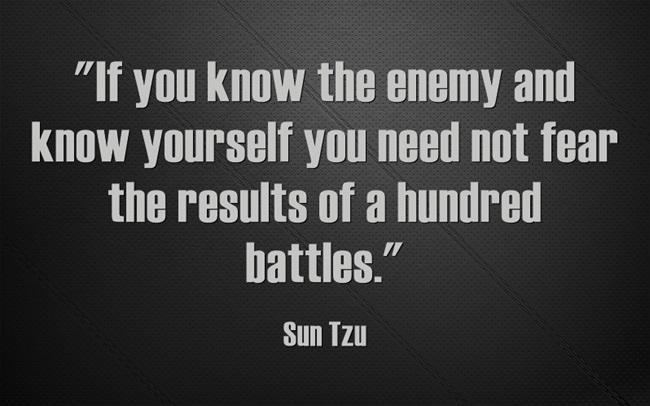 "If you know the enemy and
know yourself you need not fear
the results of a hundred
battles."
Sun Tzu